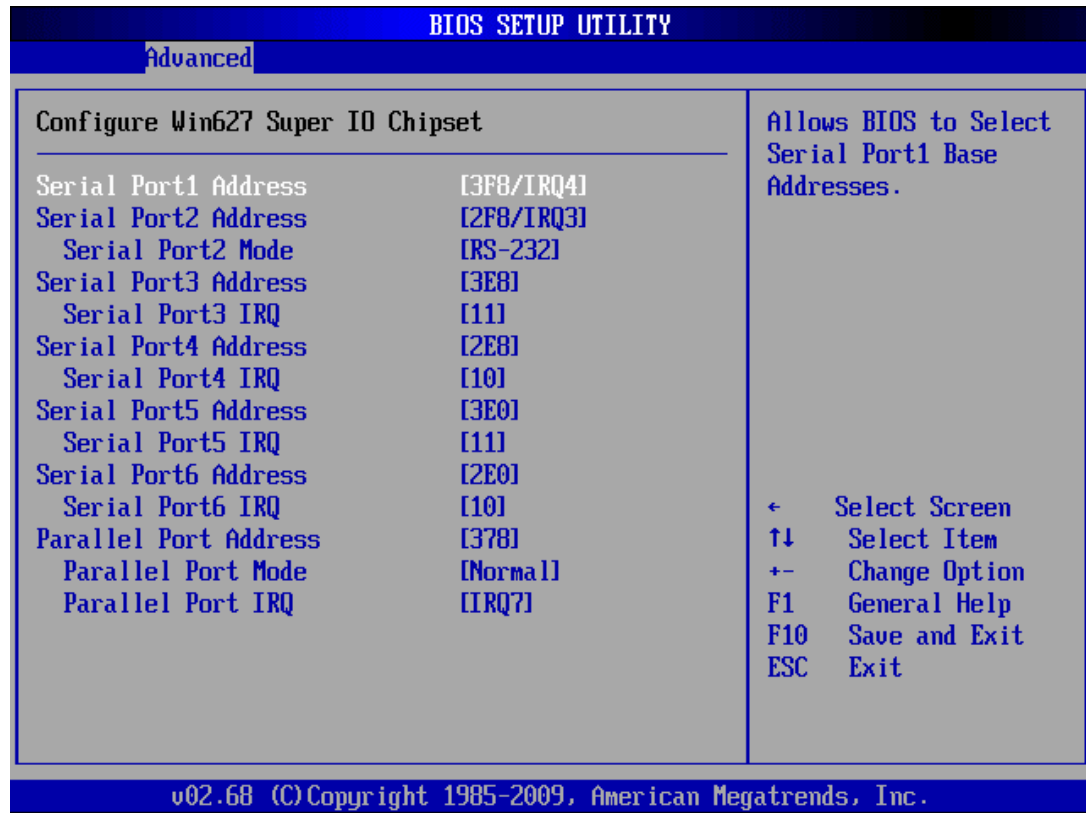 BIOS SETUP UTILITY
Advanced
Configure Win627 Super IO Chipset
Serial Port1 Address [3F8/IRQ4]
Serial Port2 Address [2F8/IRQ3]
Serial Port2 Mode [RS-232]
Serial Port3 Address [3E8]
Serial Port3 IRQ [11]
Serial Port4 Address [2E8]
Serial Port4 IRQ [10]
Serial Port5 Address [3E0]
Serial Port5 IRQ [11]
Serial Port6 Address [2E0]
Serial Port6 IRQ [10]
Parallel Port Address [378]
Parallel Port Mode [Normal]
Parallel Port IRQ [IRQ7]
Allows BIOS to Select
Serial Port1 Base
Addresses.
← Select Screen
↑↓ Select Item
+- Change Option
F1 General Help
F10 Save and Exit
ESC Exit
v02.68 (C)Copyright 1985-2009, American Megatrends, Inc.